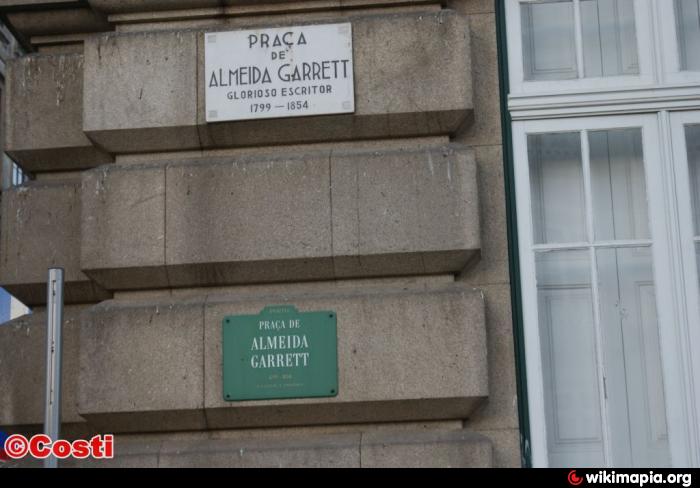 PRAÇA
DE
ALMEIDA GARRETT
GLORIOSO ESCRITOR
1799 — 1854
PRAÇA DE
ALMEIDA
GARRETT
©Costi
wikimapia.org